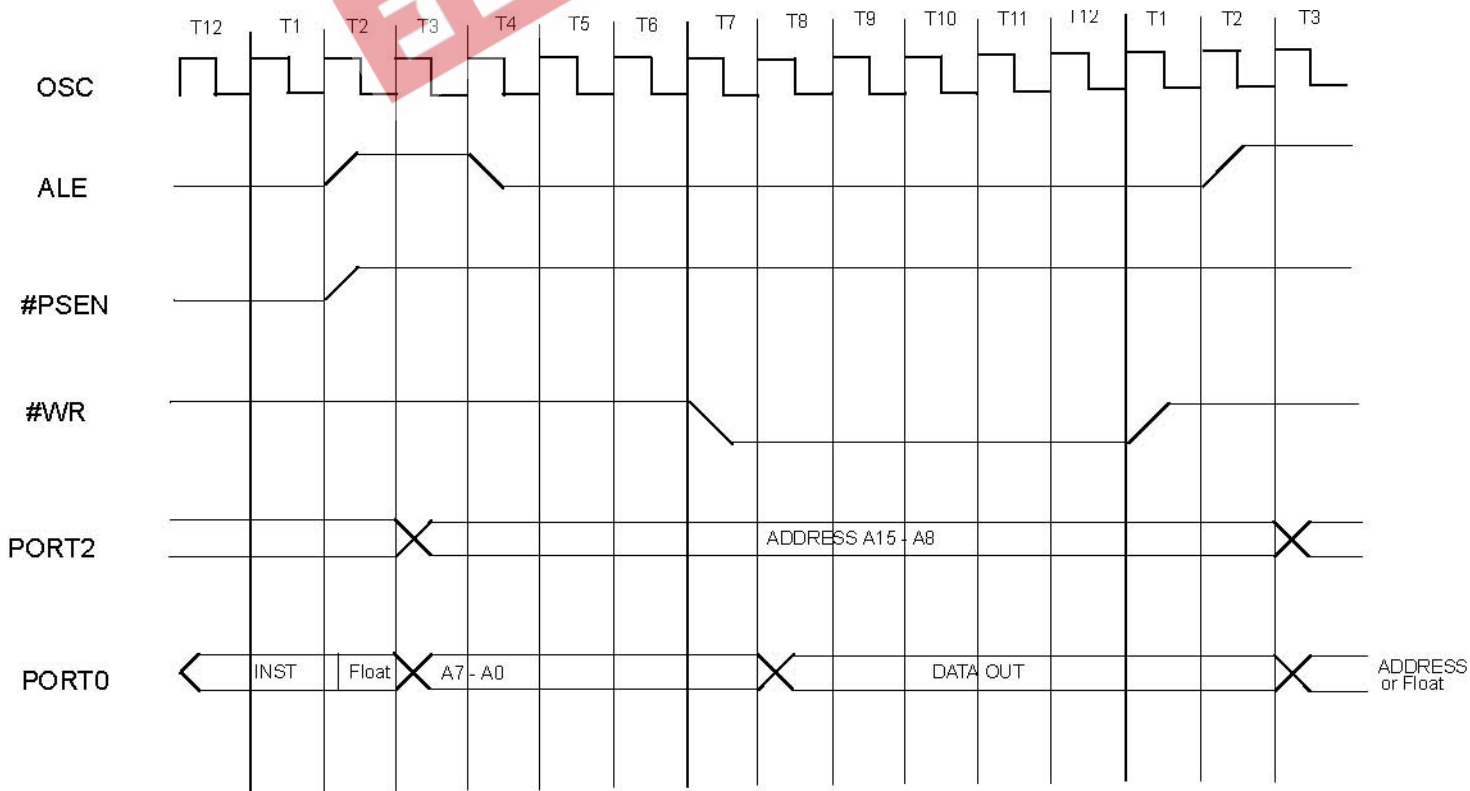 T12 T1 T2 T3 T4 T5 T6 T7 T8 T9 T10 T11 T12 T1 T2 T3
OSC
ALE
#PSEN
#WR
PORT2 ADDRESS A15 - A8
PORT0 INST Float A7 - A0 DATA OUT ADDRESS
or Float